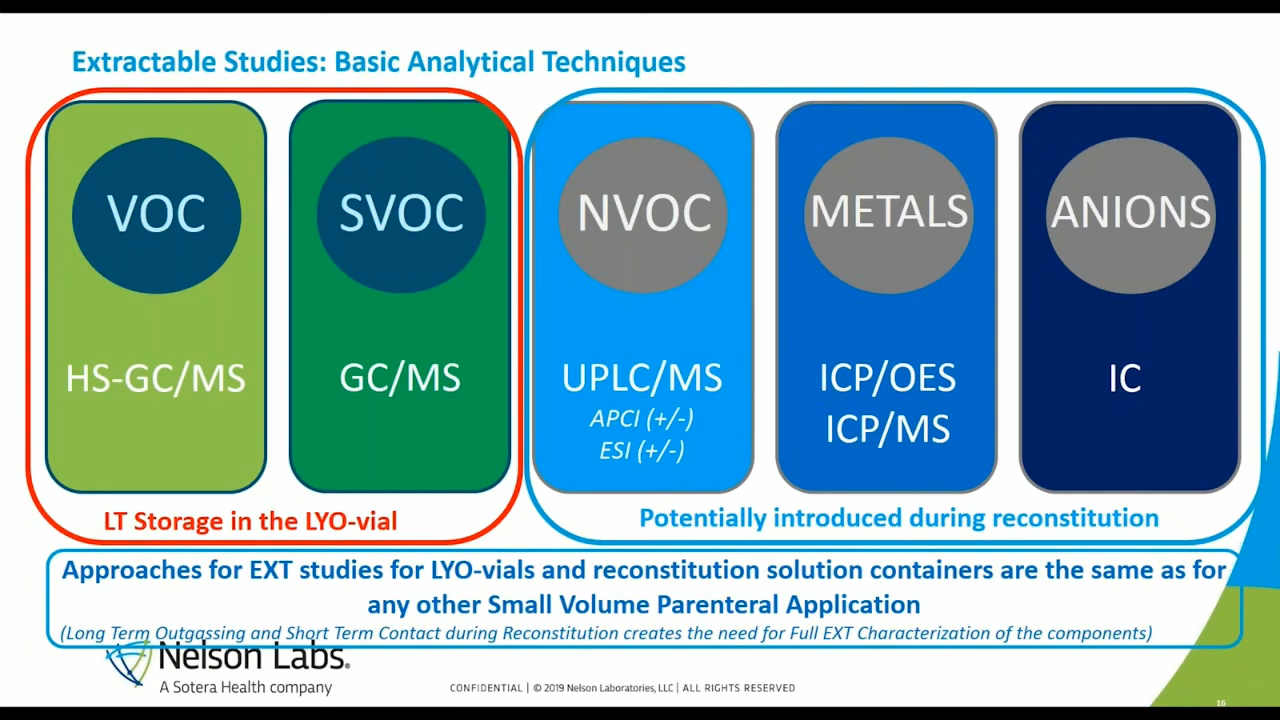 Extractable Studies: Basic Analytical Techniques
VOC
HS-GC/MS
SVOC
GC/MS
NVOC
UPLC/MS
APCI (+/-)
ESI (+/-)
METALS
ICP/OES
ICP/MS
ANIONS
IC
LT Storage in the LYO-vial
Potentially introduced during reconstitution
Approaches for EXT studies for LYO-vials and reconstitution solution containers are the same as for
any other Small Volume Parenteral Application
(Long Term Outgassing and Short Term Contact during Reconstitution creates the need for Full EXT Characterization of the components)
Nelson Labs®
A Sotera Health company
CONFIDENTIAL | © 2019 Nelson Laboratories, LLC | ALL RIGHTS RESERVED
16